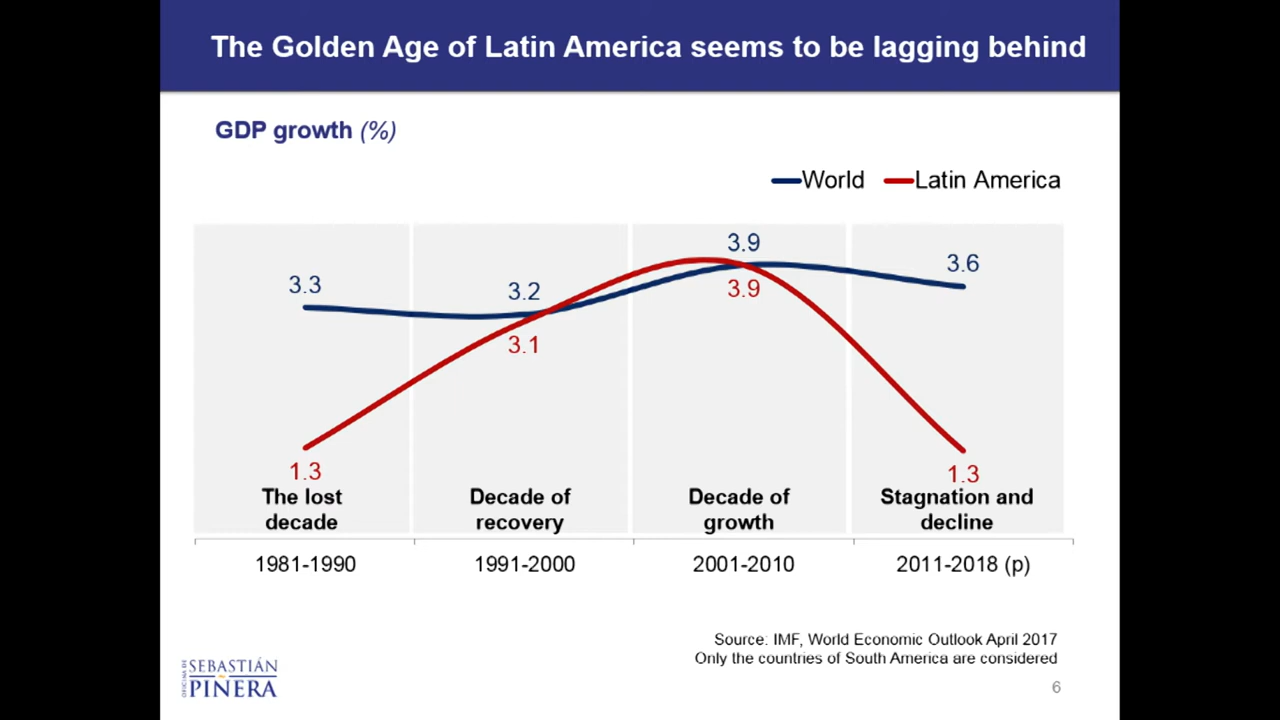 The Golden Age of Latin America seems to be lagging behind
GDP growth (%)
World Latin America
3.3 3.2 3.9 3.6
1.3 3.1 3.9 1.3
The lost
decade
Decade of
recovery
Decade of
growth
Stagnation and
decline
1981-1990 1991-2000 2001-2010 2011-2018 (p)
Source: IMF, World Economic Outlook April 2017
Only the countries of South America are considered
OFICINA DE
SEBASTIÁN
PIÑERA
6